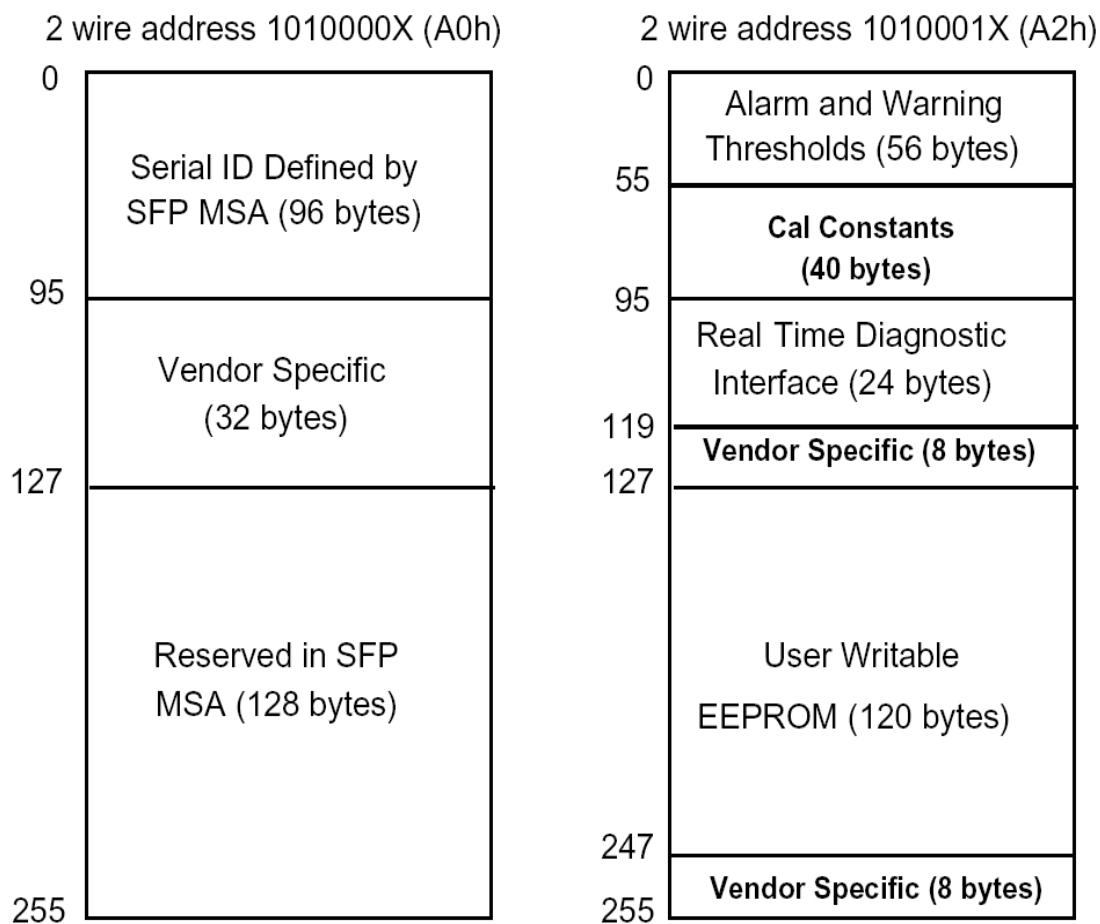 2 wire address 1010000X (A0h)
0
Serial ID Defined by
SFP MSA (96 bytes)
95
Vendor Specific
(32 bytes)
127
Reserved in SFP
MSA (128 bytes)
255
2 wire address 1010001X (A2h)
0
Alarm and Warning
Thresholds (56 bytes)
55
Cal Constants
(40 bytes)
95
Real Time Diagnostic
Interface (24 bytes)
119
Vendor Specific (8 bytes)
127
User Writable
EEPROM (120 bytes)
247
Vendor Specific (8 bytes)
255